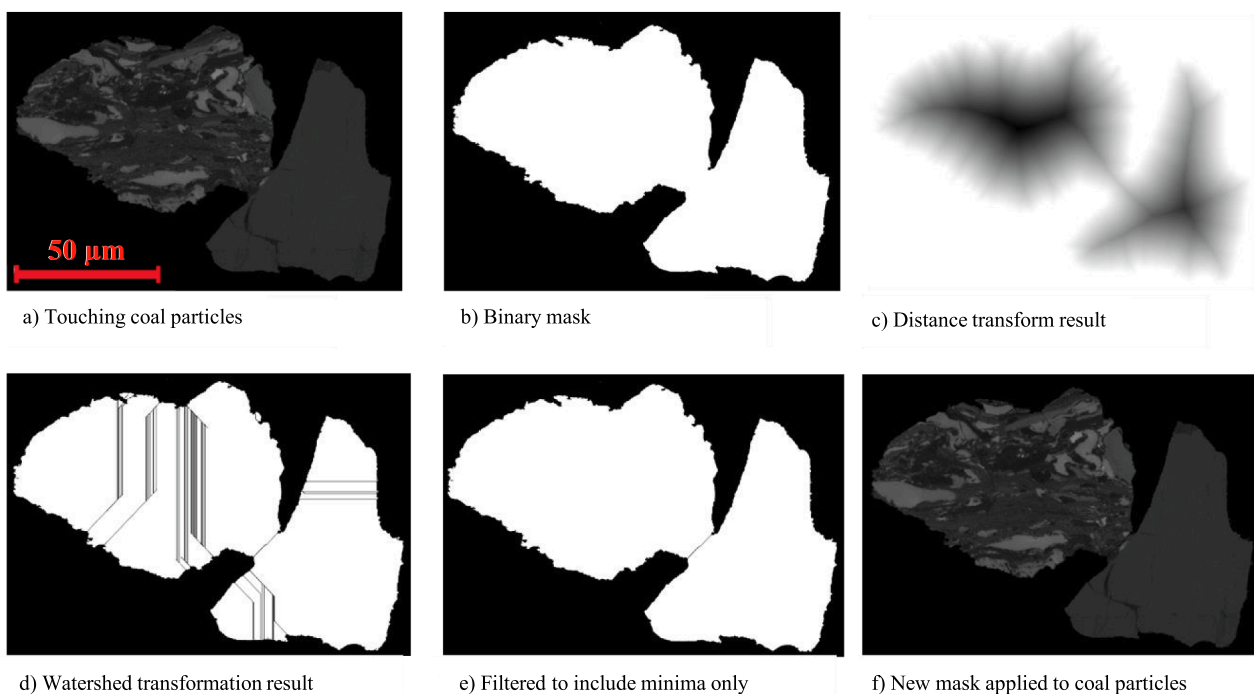 50 µm
a) Touching coal particles
b) Binary mask
c) Distance transform result
d) Watershed transformation result
e) Filtered to include minima only
f) New mask applied to coal particles